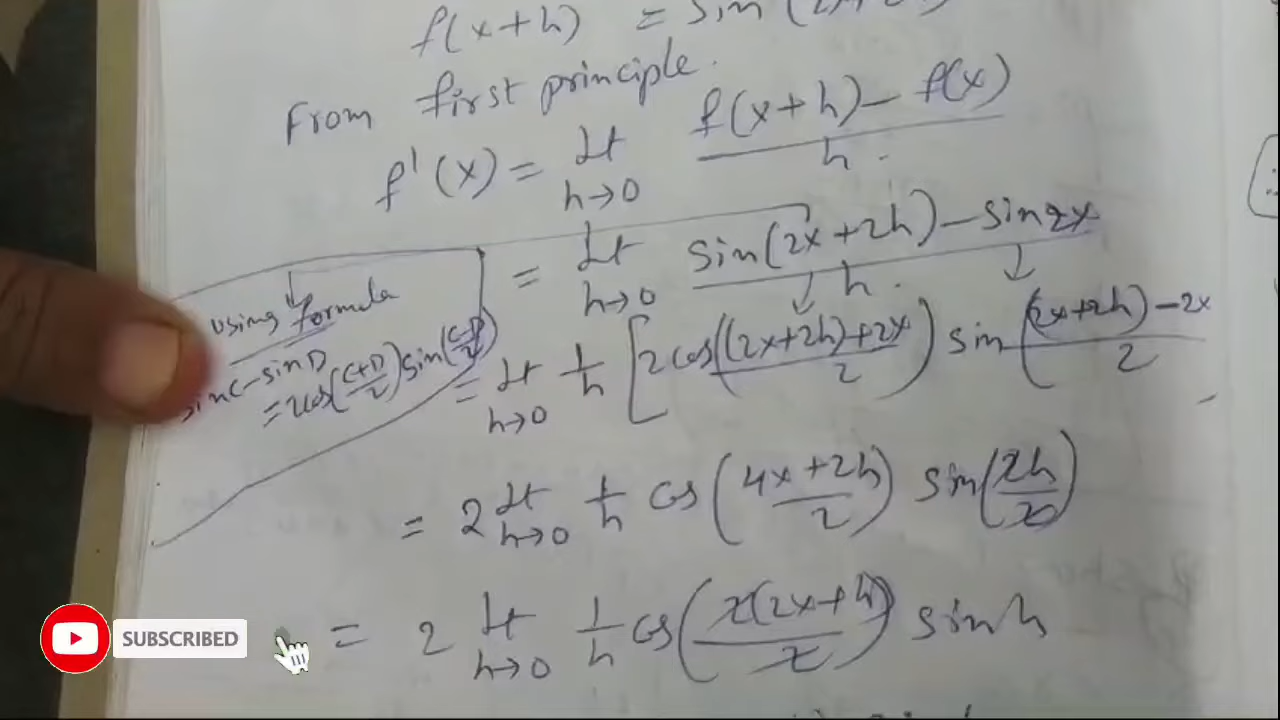 f(x+h) = sin (2x+2h)
From first principle.
f'(x) = Lt h→0 f(x+h) – f(x) / h.
= Lt h→0 sin(2x+2h) – sin2x / h.
using formula
sinC – sinD
= 2cos(C+D/2) sin(C-D/2)
= Lt h→0 1/h [2cos((2x+2h)+2x / 2) sin((2x+2h)–2x / 2)
= 2 Lt h→0 1/h cos(4x+2h / 2) sin(2h/2)
= 2 Lt h→0 1/h cos(2(2x+h) / 2) sin h
SUBSCRIBED